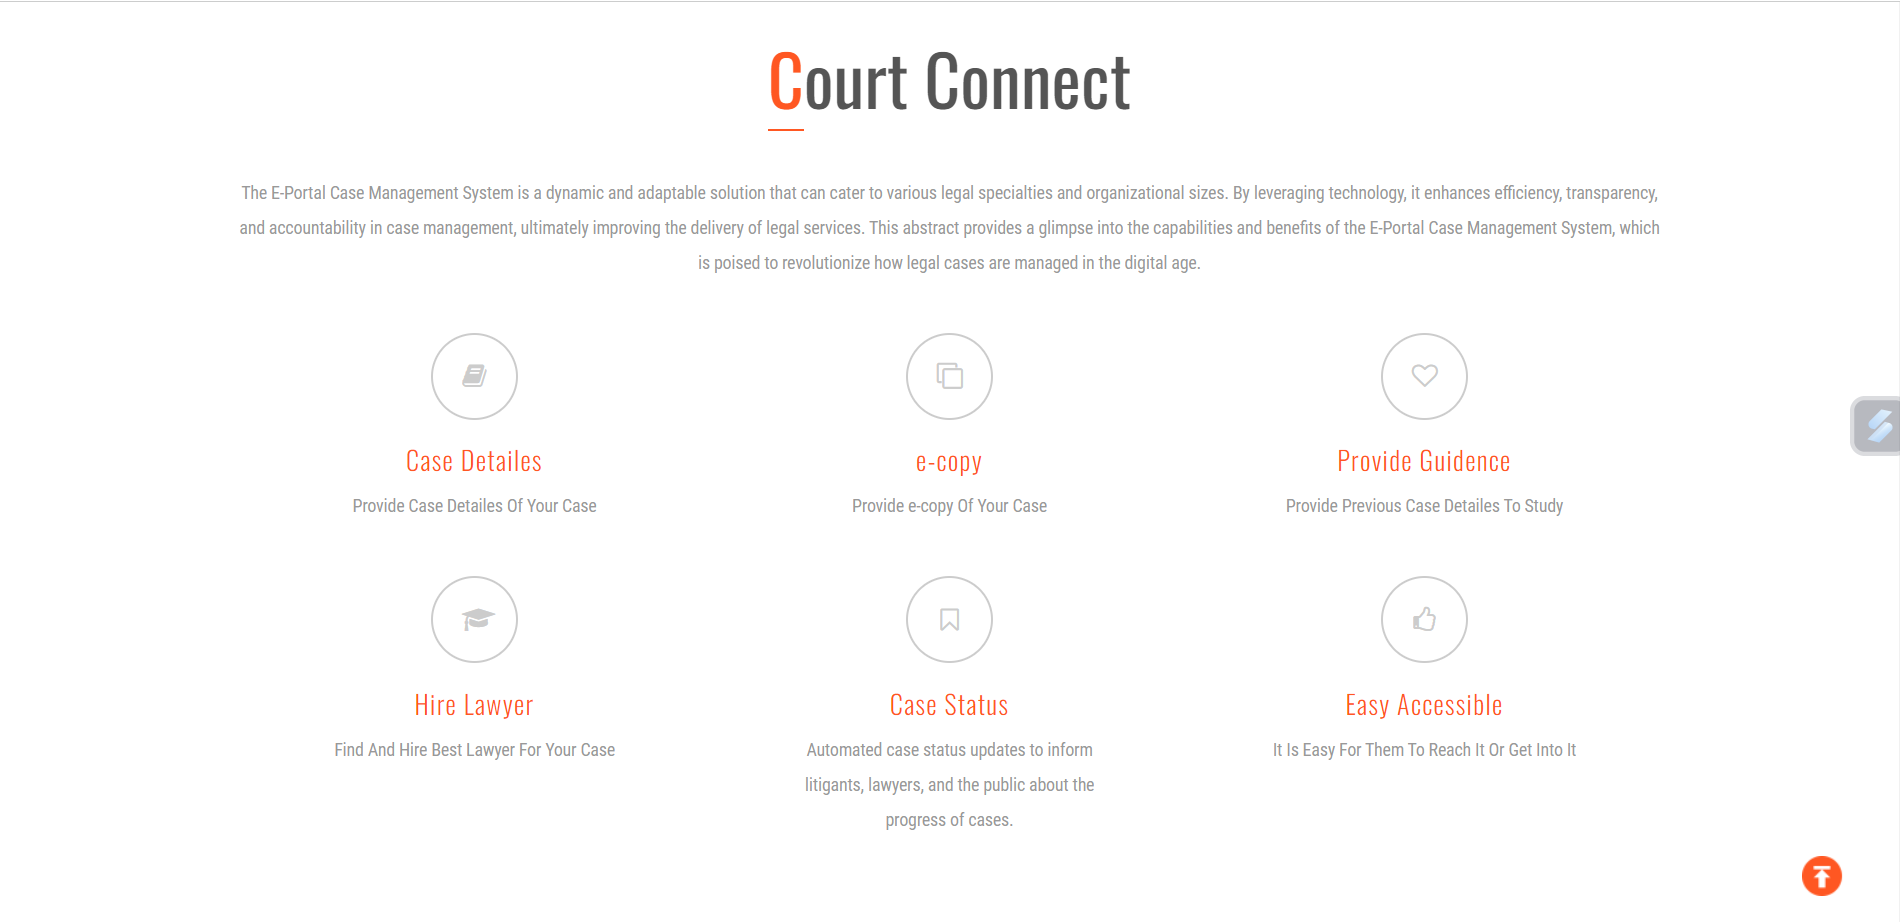 Court Connect
The E-Portal Case Management System is a dynamic and adaptable solution that can cater to various legal specialties and organizational sizes. By leveraging technology, it enhances efficiency, transparency,
and accountability in case management, ultimately improving the delivery of legal services. This abstract provides a glimpse into the capabilities and benefits of the E-Portal Case Management System, which
is poised to revolutionize how legal cases are managed in the digital age.
Case Detailes
Provide Case Detailes Of Your Case
e-copy
Provide e-copy Of Your Case
Provide Guidence
Provide Previous Case Detailes To Study
Hire Lawyer
Find And Hire Best Lawyer For Your Case
Case Status
Automated case status updates to inform
litigants, lawyers, and the public about the
progress of cases.
Easy Accessible
It Is Easy For Them To Reach It Or Get Into It